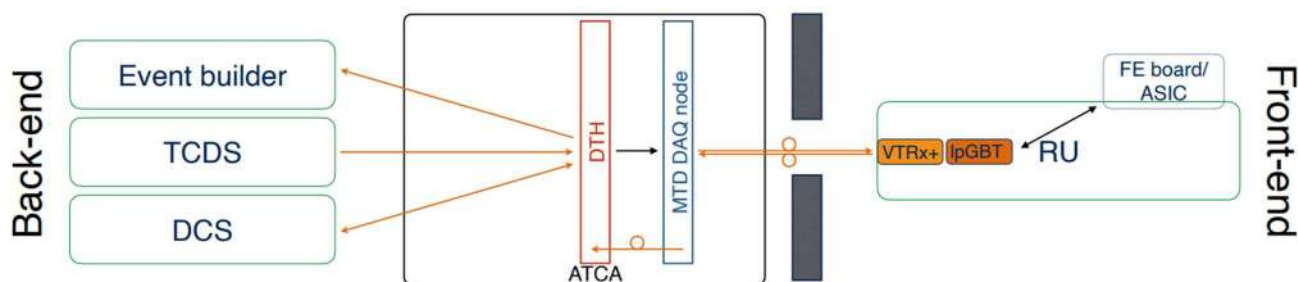 Back-end
Event builder
TCDS
DCS
DTH
MTD DAQ node
ATCA
VTRx+
lpGBT
RU
FE board/
ASIC
Front-end